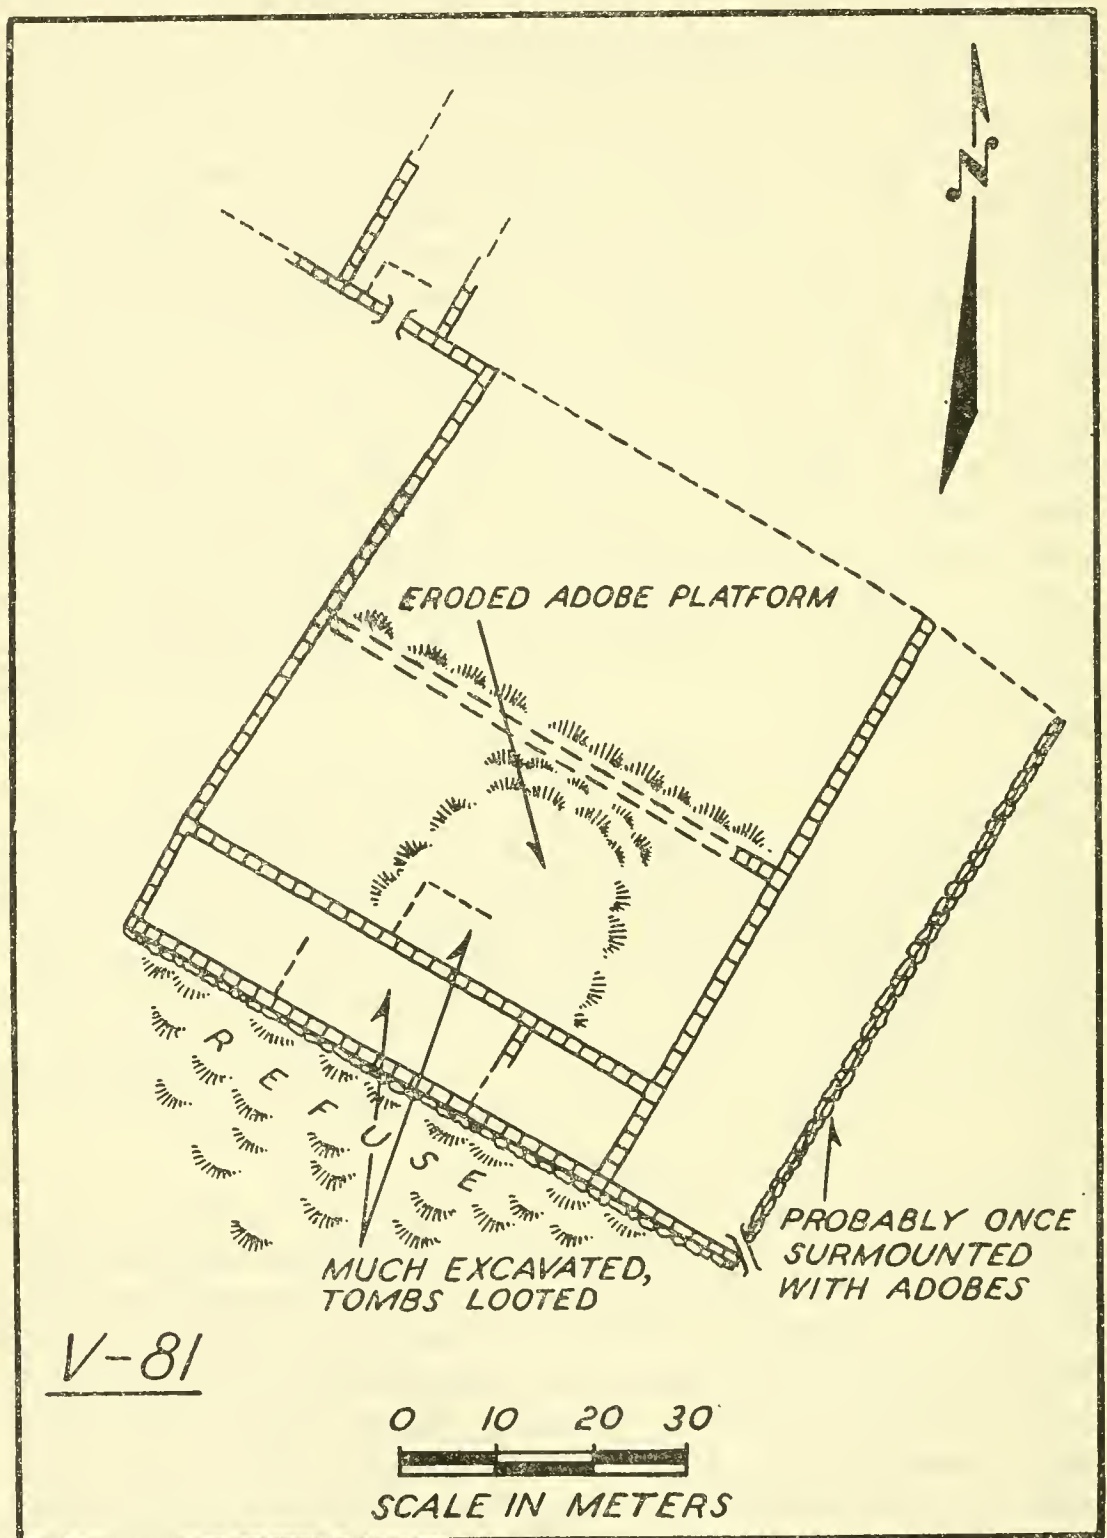 N
ERODED ADOBE PLATFORM
REFUSE
PROBABLY ONCE
SURMOUNTED
WITH ADOBES
MUCH EXCAVATED,
TOMBS LOOTED
V-81
0 10 20 30
SCALE IN METERS